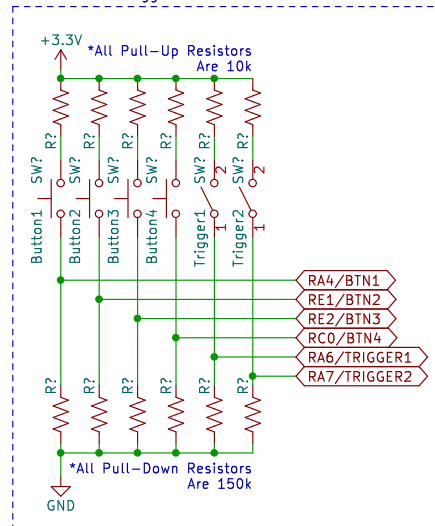 +3.3V
*All Pull-Up Resistors
Are 10k
R? R? R? R? R? R?
SW? SW? SW? SW? SW? SW?
2 2
Button1 Button2 Button3 Button4 Trigger1 Trigger2
1 1
RA4/BTN1
RE1/BTN2
RE2/BTN3
RC0/BTN4
RA6/TRIGGER1
RA7/TRIGGER2
R? R? R? R? R? R?
*All Pull-Down Resistors
Are 150k
GND